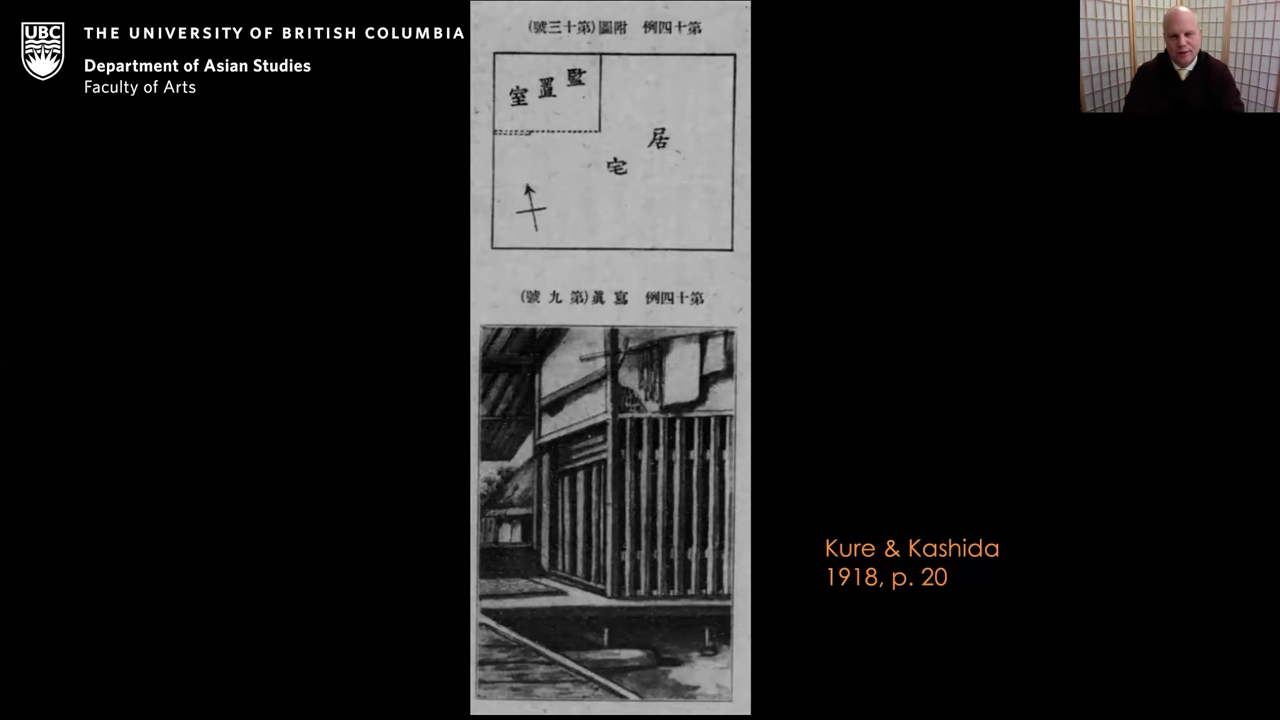 UBC
THE UNIVERSITY OF BRITISH COLUMBIA
Department of Asian Studies
Faculty of Arts
(號三十第)圖附 例四十第
室置監
居
宅
(號九第)眞寫 例四十第
Kure & Kashida
1918, p. 20